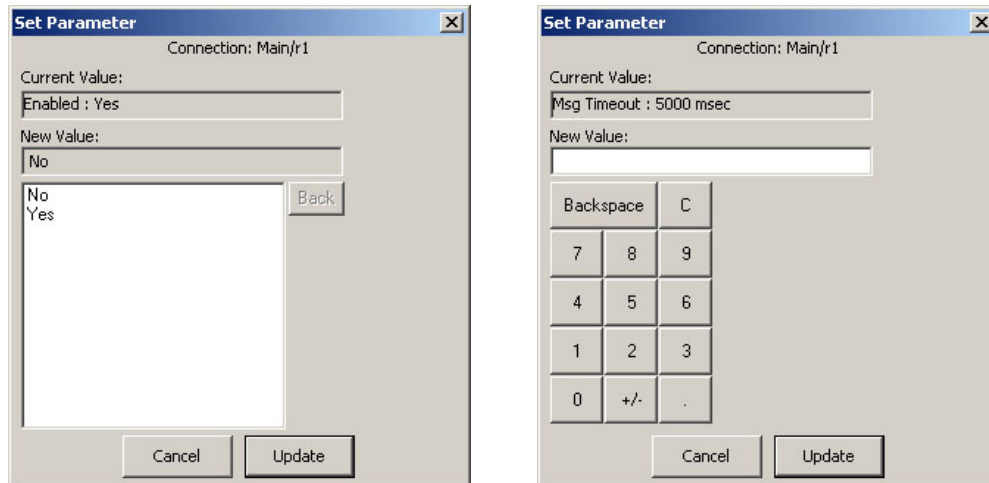 Set Parameter
Connection: Main/r1
Current Value:
Enabled : Yes
New Value:
No
No
Back
Yes
Cancel Update
Set Parameter
Connection: Main/r1
Current Value:
Msg Timeout : 5000 msec
New Value:
Backspace C
7 8 9
4 5 6
1 2 3
0 +/- .
Cancel Update